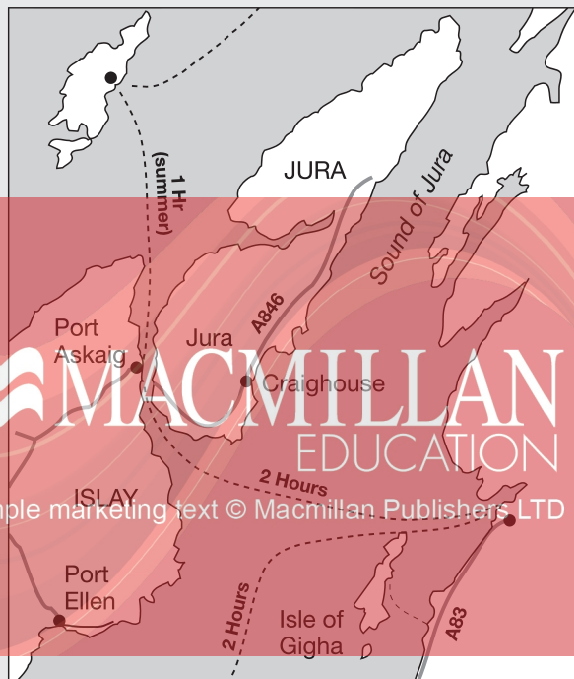 1 Hr
(summer)
JURA
Sound of Jura
Port
Askaig
Jura
A846
Craighouse
MACMILLAN
EDUCATION
2 Hours
ISLAY
ple marketing text © Macmillan Publishers LTD
Port
Ellen
2 Hours
Isle of
Gigha
A83